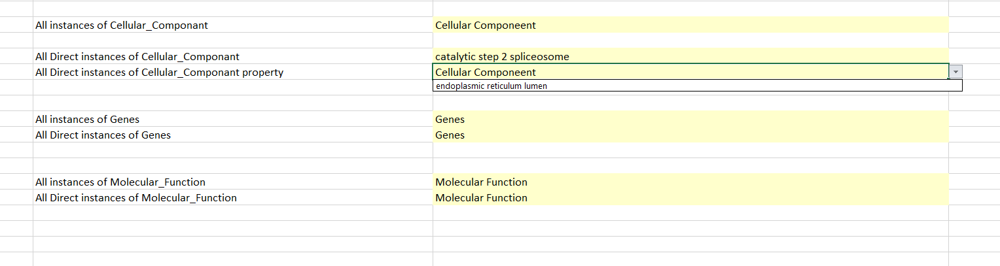 All instances of Cellular_Componant Cellular Componeent
All Direct instances of Cellular_Componant catalytic step 2 spliceosome
All Direct instances of Cellular_Componant property Cellular Componeent
endoplasmic reticulum lumen
All instances of Genes Genes
All Direct instances of Genes Genes
All instances of Molecular_Function Molecular Function
All Direct instances of Molecular_Function Molecular Function